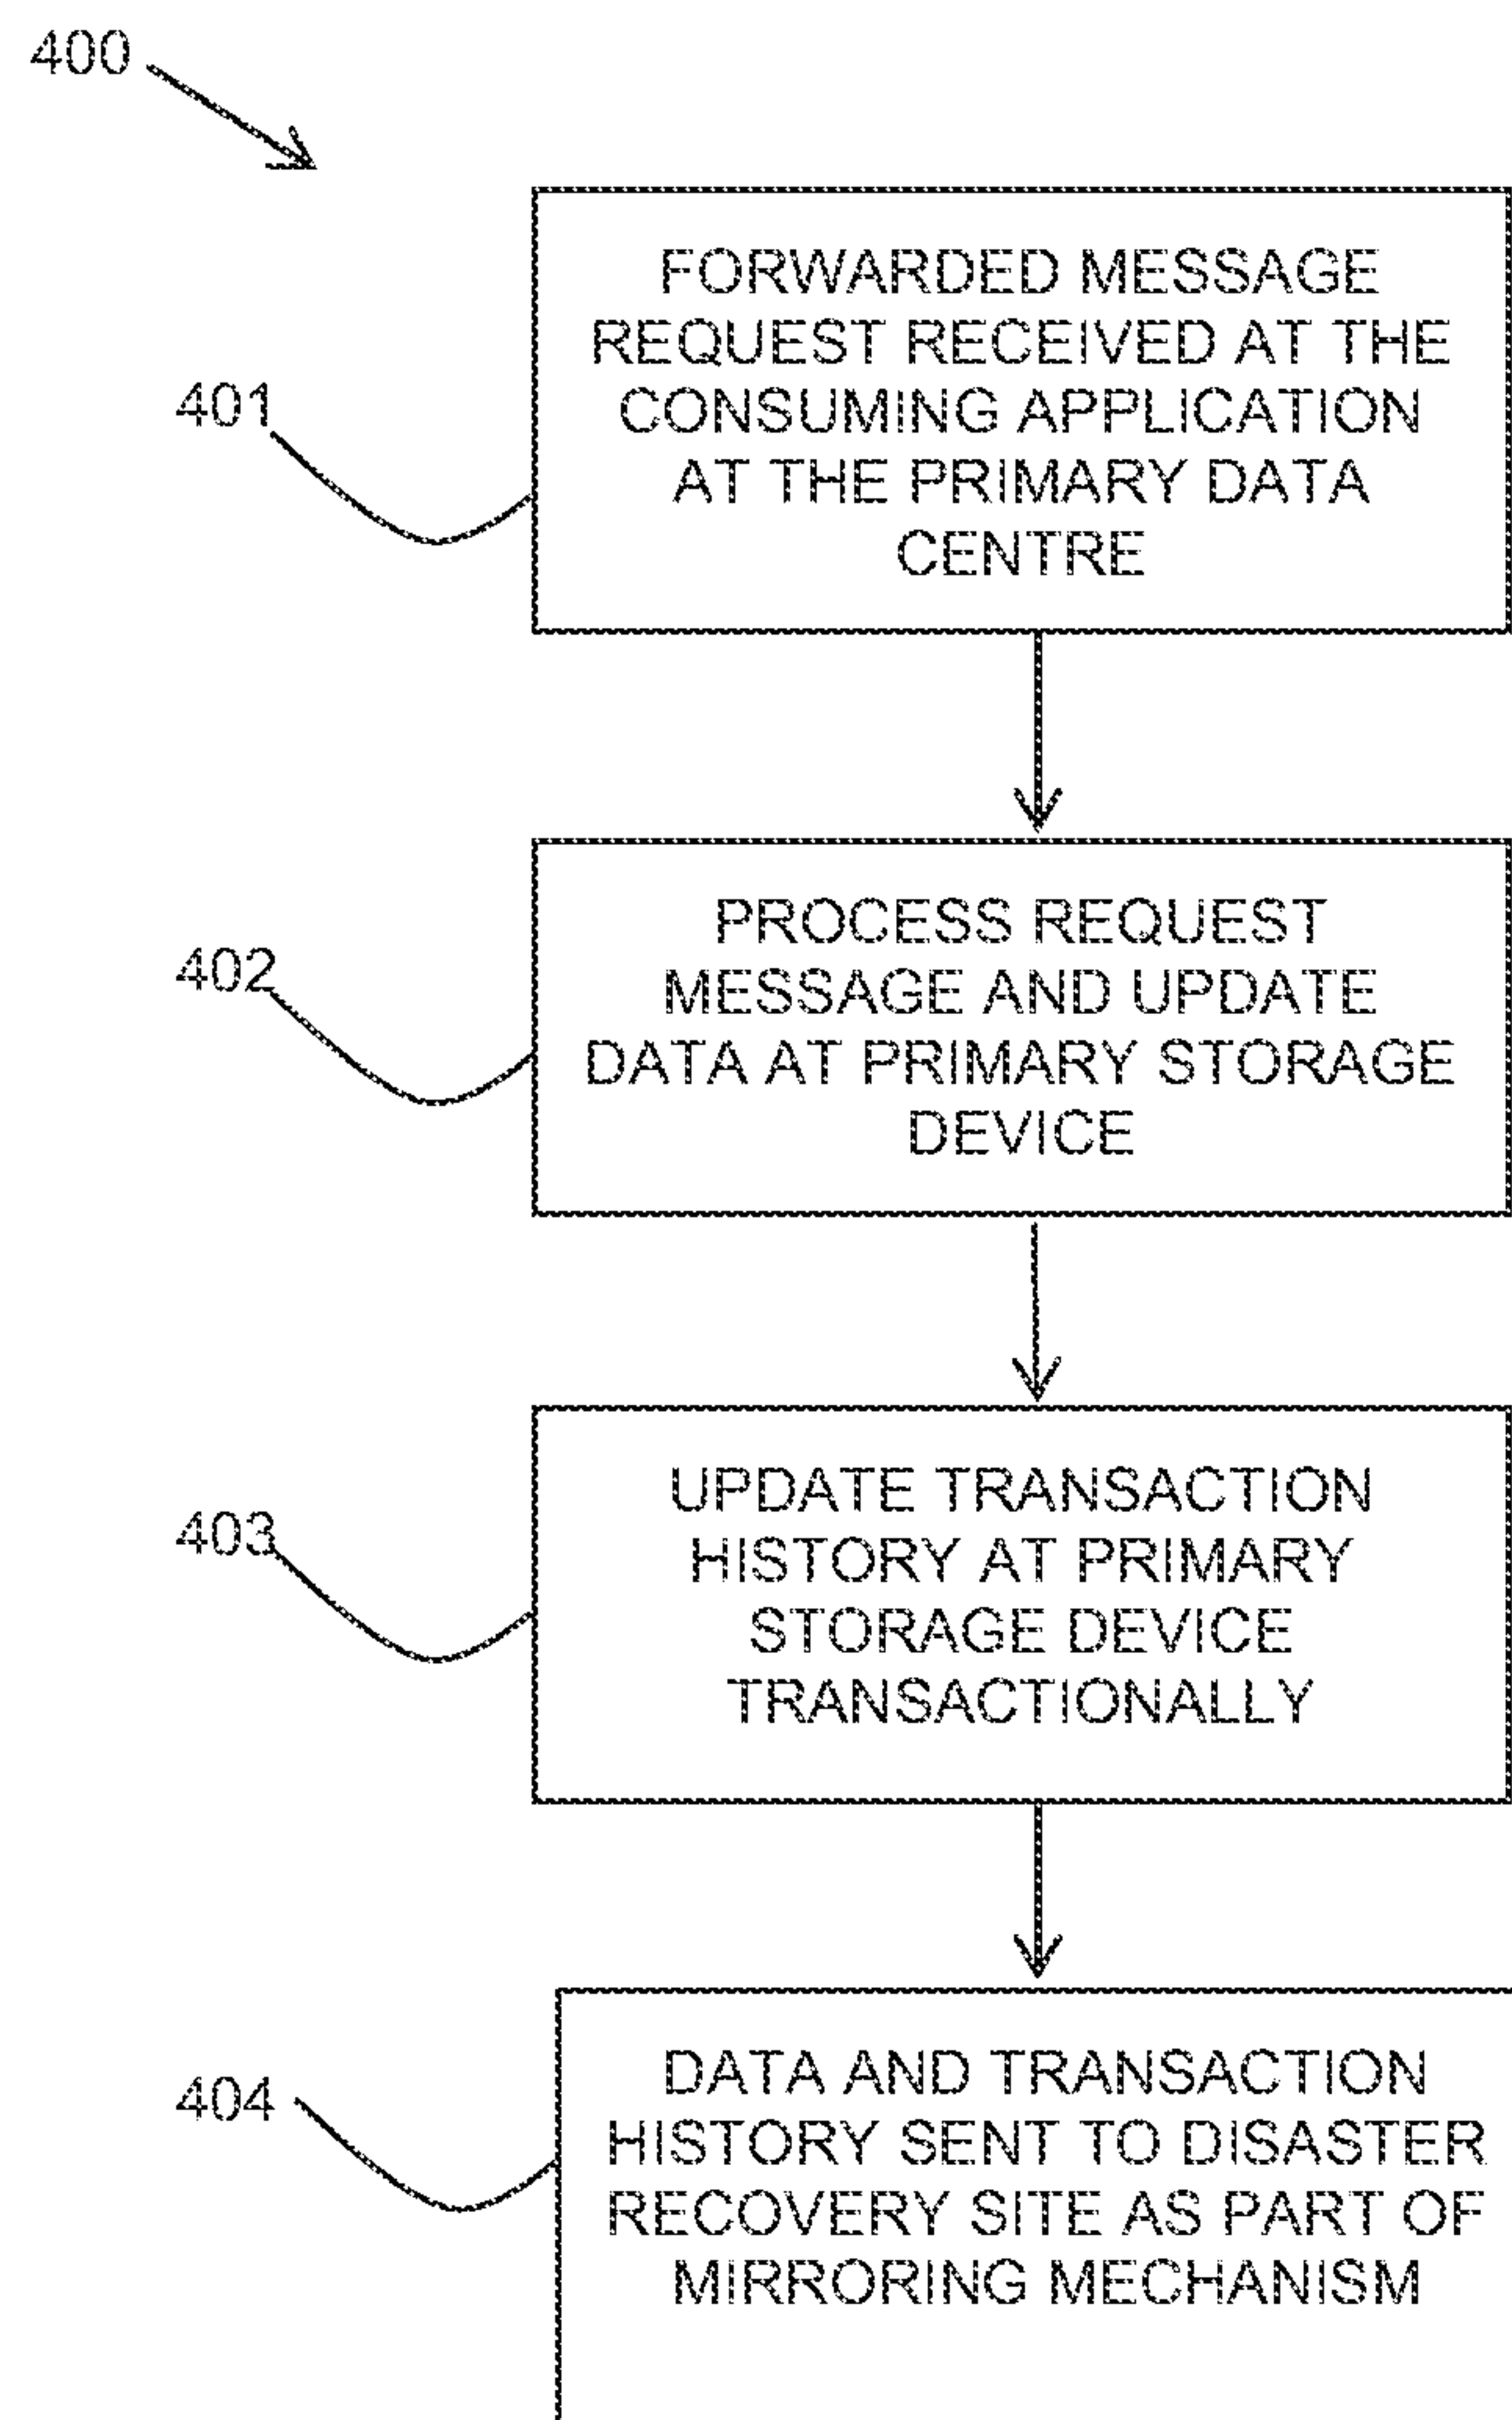 400
401
FORWARDED MESSAGE
REQUEST RECEIVED AT THE
CONSUMING APPLICATION
AT THE PRIMARY DATA
CENTRE
402
PROCESS REQUEST
MESSAGE AND UPDATE
DATA AT PRIMARY STORAGE
DEVICE
403
UPDATE TRANSACTION
HISTORY AT PRIMARY
STORAGE DEVICE
TRANSACTIONALLY
404
DATA AND TRANSACTION
HISTORY SENT TO DISASTER
RECOVERY SITE AS PART OF
MIRRORING MECHANISM